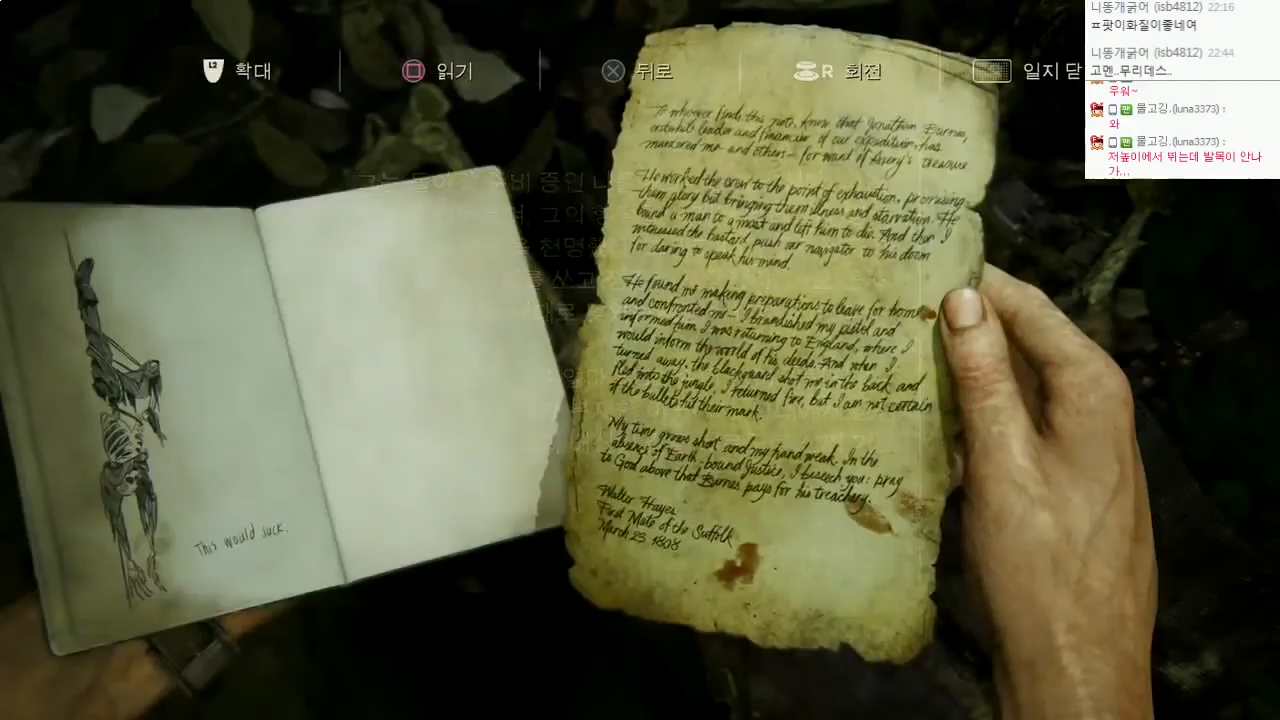 L2 확대
읽기
뒤로
R 회전
일지 닫
니똥개굵어 (isb4812) 22:16
ㅍ팟이화질이좋네여
니똥개굵어 (isb4812) 22:44
고멘..무리데스..
우워~
팬 물고깅.(luna3373) :
와
팬 물고깅.(luna3373) :
저높이에서 뛰는데 발목이 안나
가...
This would suck.
To whoever finds this note, know that Jonathan Burnes,
erstwhile leader and financier of our expedition, has
murdered me and others – for want of Avery's treasure
He worked the crew to the point of exhaustion, promising
them glory but bringing them illness and starvation. He
bound a man to a mast and left him to die. And then I
witnessed the bastard push our navigator to his doom
for daring to speak his mind.
He found me making preparations to leave for home
and confronted me – I brandished my pistol and
informed him I was returning to England, where I
would inform the world of his deeds. And when I
turned away, the blackguard shot me in the back and
fled into the jungle. I returned fire, but I am not certain
if the bullets hit their mark.
My time grows short and my hand weak. In the
absence of Earth-bound Justice, I beseech you: pray
to God above that Burnes pays for his treachery.
Walter Hayes
First Mate of the Suffolk
March 23 1808